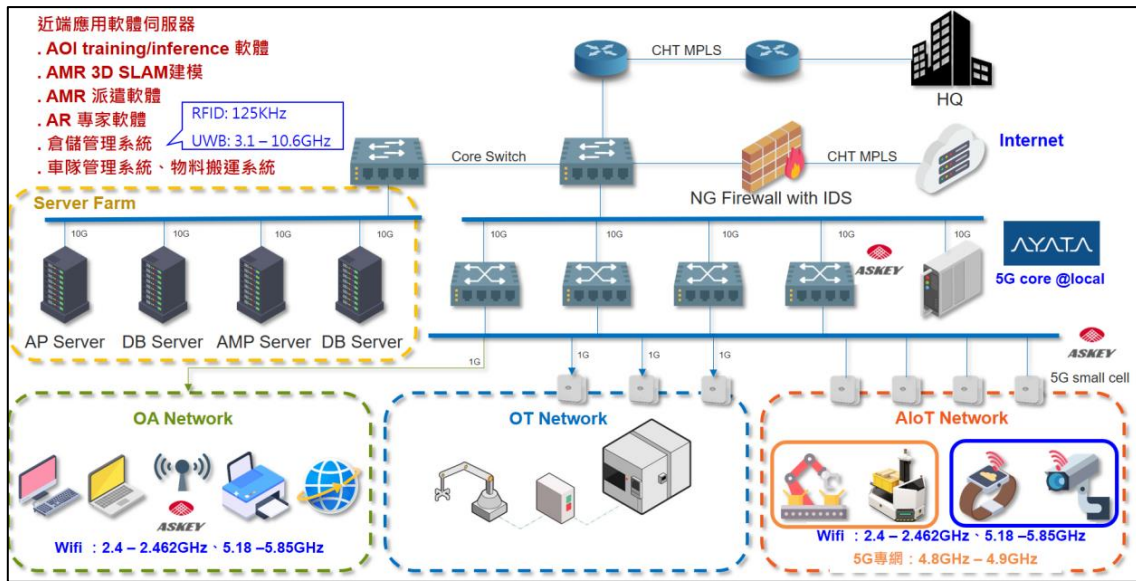 近端應用軟體伺服器
. AOI training/inference 軟體
. AMR 3D SLAM建模
. AMR 派遣軟體
. AR 專家軟體
. 倉儲管理系統
. 車隊管理系統、物料搬運系統
RFID: 125KHz
UWB: 3.1 – 10.6GHz
CHT MPLS
HQ
Core Switch
CHT MPLS
Internet
NG Firewall with IDS
Server Farm
10G
10G
10G
10G
10G
10G
10G
10G
10G
ASKEY
AYATA
5G core @local
AP Server
DB Server
AMP Server
DB Server
1G
1G
1G
1G
ASKEY
5G small cell
OA Network
OT Network
AIoT Network
ASKEY
Wifi ：2.4 – 2.462GHz、5.18 –5.85GHz
Wifi ：2.4 – 2.462GHz、5.18 –5.85GHz
5G專網：4.8GHz – 4.9GHz